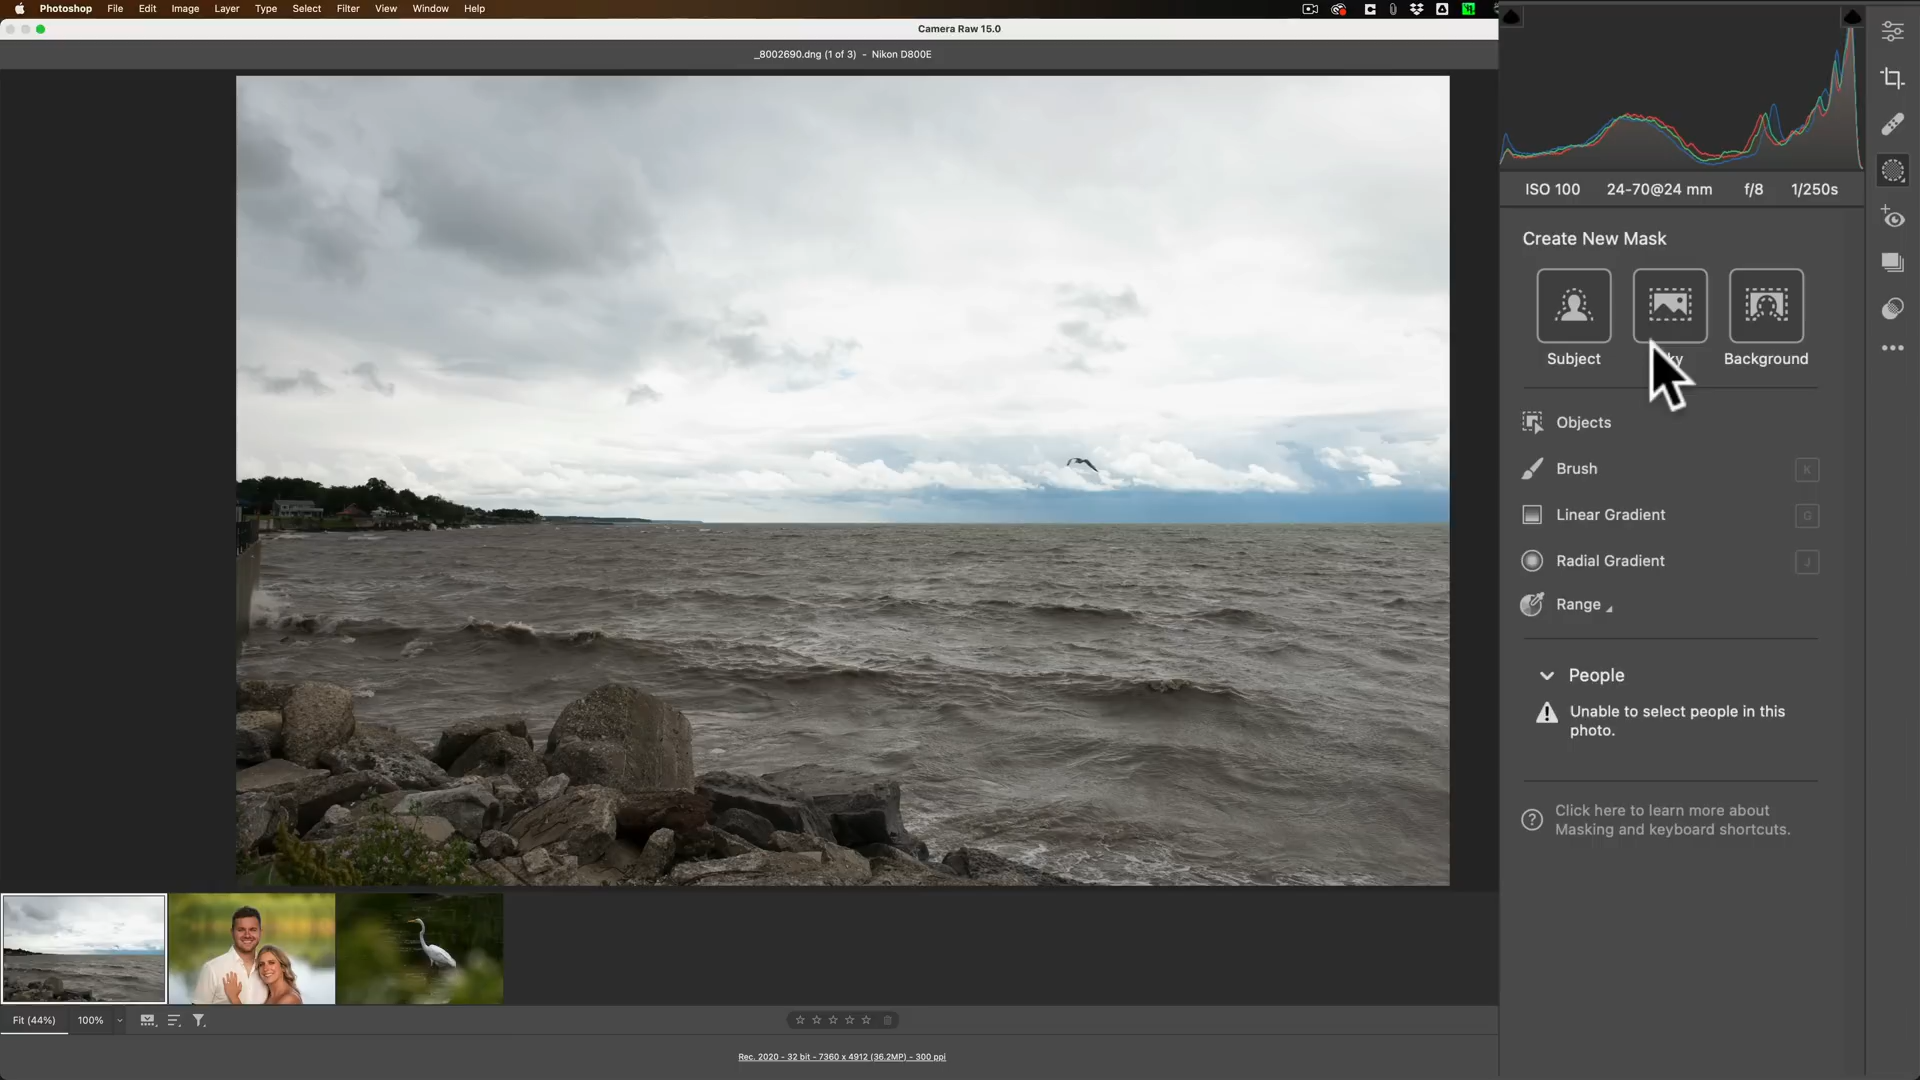 Photoshop File Edit Image Layer Type Select Filter View Window Help
Camera Raw 15.0
_8002690.dng (1 of 3) - Nikon D800E
ISO 100 24-70@24 mm f/8 1/250s
Create New Mask
Subject Background
Objects
Brush K
Linear Gradient G
Radial Gradient J
Range
People
Unable to select people in this
photo.
Click here to learn more about
Masking and keyboard shortcuts.
Fit (44%) 100%
Rec. 2020 - 32 bit - 7360 x 4912 (36.2MP) - 300 ppi